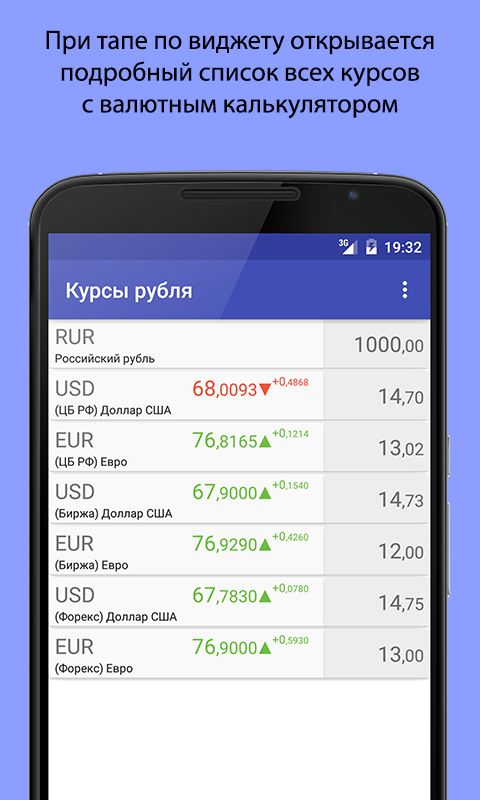 При тапе по виджету открывается
подробный список всех курсов
с валютным калькулятором
3G 19:32
Курсы рубля
RUR 1000,00
Российский рубль
USD 68,0093▼+0,4868 14,70
(ЦБ РФ) Доллар США
EUR 76,8165▲+0,1214 13,02
(ЦБ РФ) Евро
USD 67,9000▲+0,1540 14,73
(Биржа) Доллар США
EUR 76,9290▲+0,4260 12,00
(Биржа) Евро
USD 67,7830▲+0,0780 14,75
(Форекс) Доллар США
EUR 76,9000▲+0,5930 13,00
(Форекс) Евро